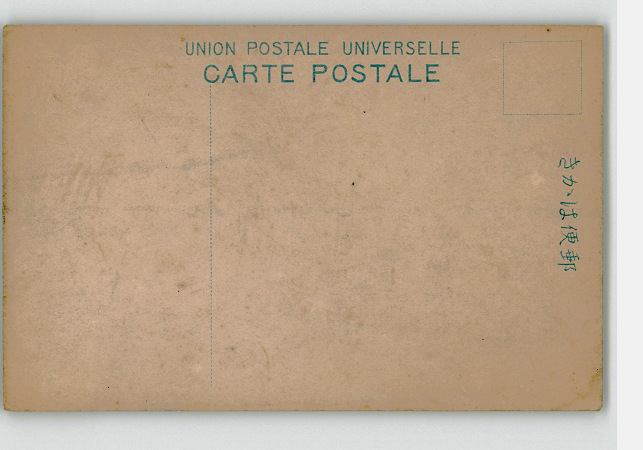 UNION POSTALE UNIVERSELLE
CARTE POSTALE
きかは便郵